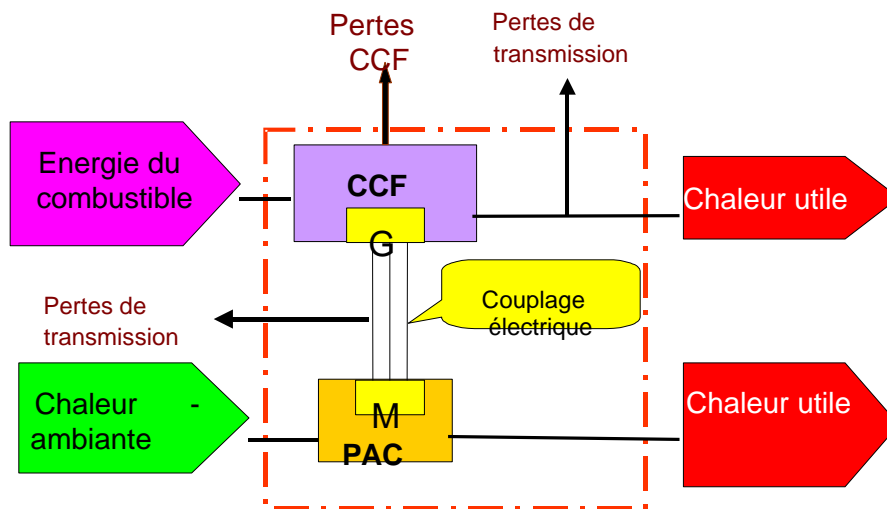 Pertes
CCF
Pertes de
transmission
Energie du
combustible
CCF
G
Chaleur utile
Pertes de
transmission
Couplage
électrique
Chaleur -
ambiante
M
PAC
Chaleur utile